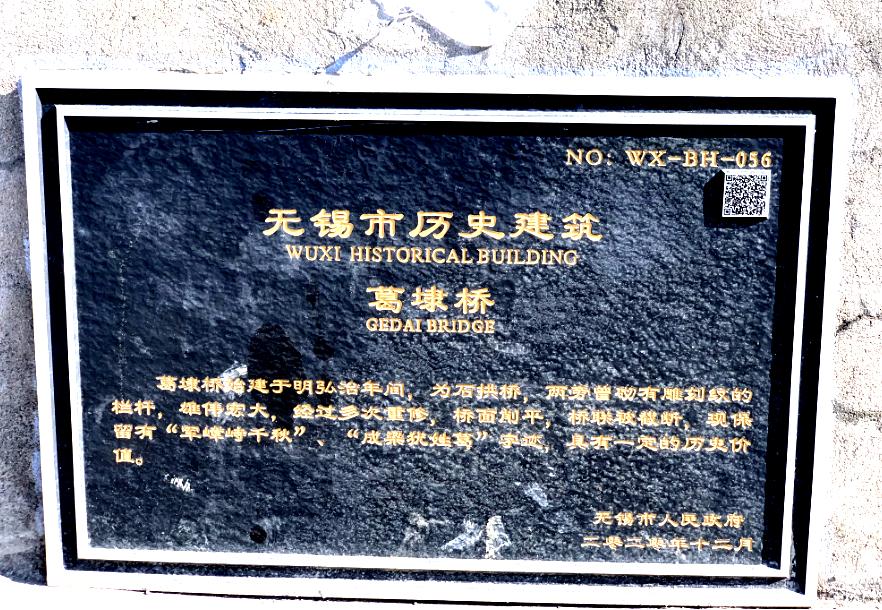 NO: WX-BH-056
无锡市历史建筑
WUXI HISTORICAL BUILDING
葛埭桥
GEDAI BRIDGE
葛埭桥始建于明弘治年间，为石拱桥，两旁曾砌有雕刻纹的
栏杆，雄伟宏大，经过多次重修，桥面削平，桥联被截断，现保
留有“军嶂峙千秋”、“成梁犹姓葛”字迹，具有一定的历史价
值。
无锡市人民政府
二零二零年十二月